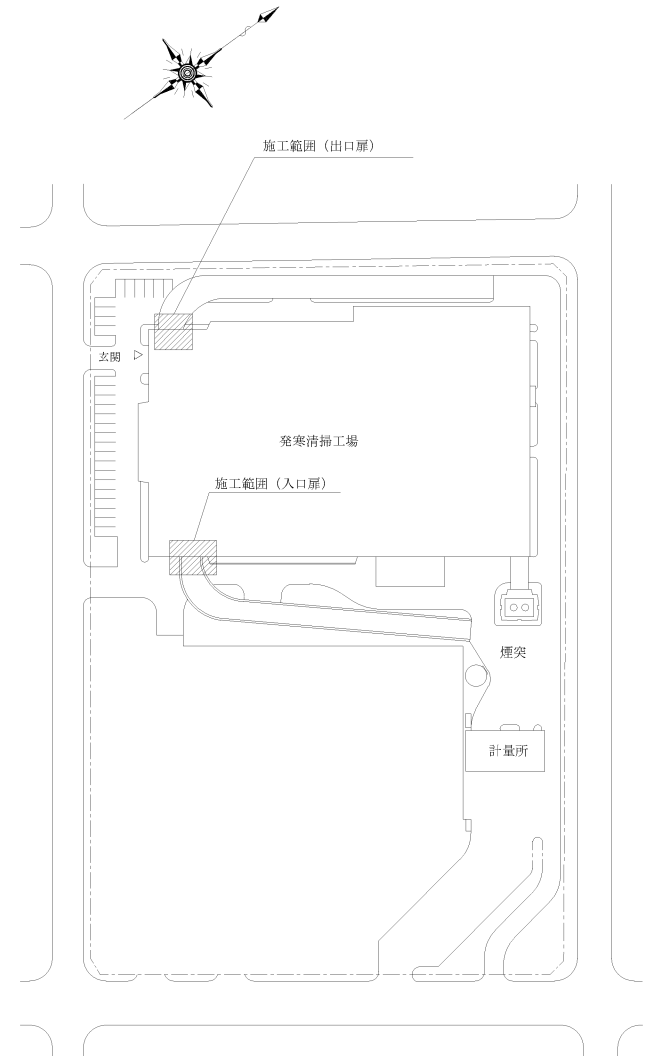 施工範囲（出口扉）
玄関
発寒清掃工場
施工範囲（入口扉）
煙突
計量所